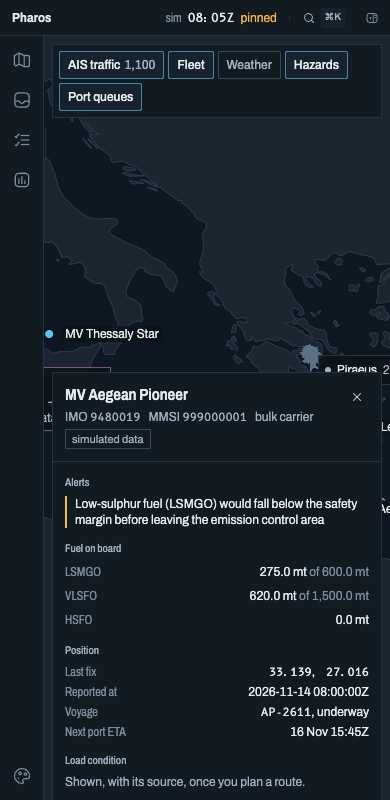 Pharos sim 08:05Z pinned ⌘K
AIS traffic 1,100 Fleet Weather Hazards
Port queues
MV Thessaly Star
Piraeus 2
MV Aegean Pioneer
IMO 9480019 MMSI 999000001 bulk carrier
simulated data
Alerts
Low-sulphur fuel (LSMGO) would fall below the safety
margin before leaving the emission control area
Fuel on board
LSMGO 275.0 mt of 600.0 mt
VLSFO 620.0 mt of 1,500.0 mt
HSFO 0.0 mt
Position
Last fix 33.139, 27.016
Reported at 2026-11-14 08:00:00Z
Voyage AP-2611, underway
Next port ETA 16 Nov 15:45Z
Load condition
Shown, with its source, once you plan a route.